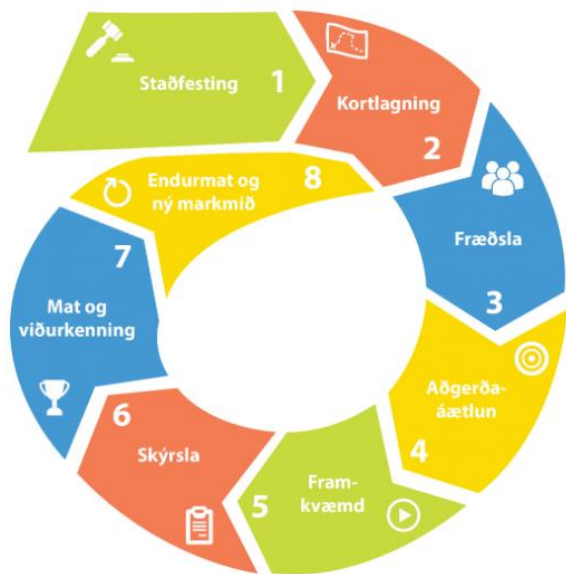 Staðfesting
1
Kortlagning
2
Fræðsla
3
Aðgerða-
áætlun
4
Fram-
kvæmd
5
Skýrsla
6
Mat og
viðurkenning
7
Endurmat og
ný markmið
8